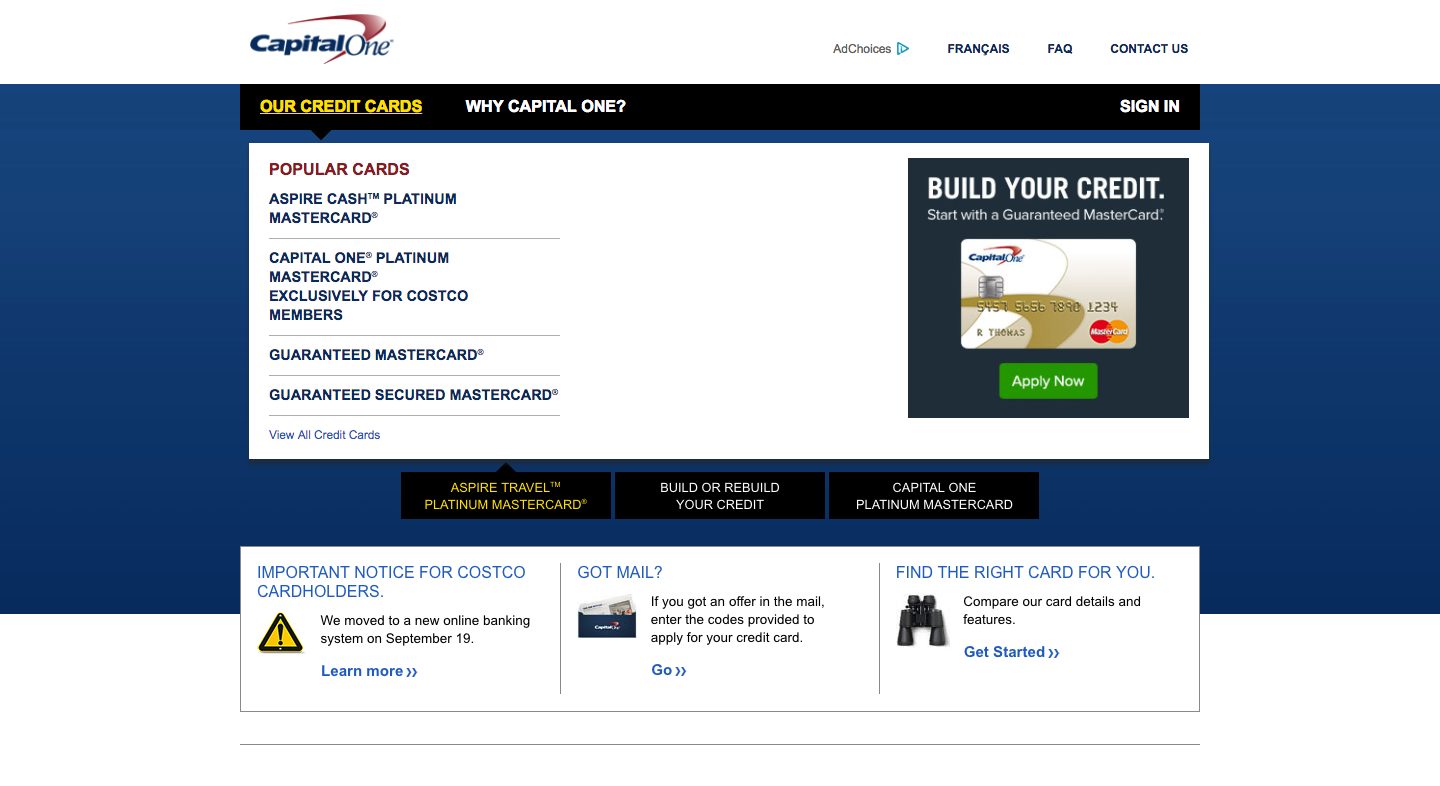 CapitalOne®
AdChoices
FRANÇAIS
FAQ
CONTACT US
OUR CREDIT CARDS
WHY CAPITAL ONE?
SIGN IN
POPULAR CARDS
ASPIRE CASH™ PLATINUM
MASTERCARD®
CAPITAL ONE® PLATINUM
MASTERCARD®
EXCLUSIVELY FOR COSTCO
MEMBERS
GUARANTEED MASTERCARD®
GUARANTEED SECURED MASTERCARD®
View All Credit Cards
BUILD YOUR CREDIT.
Start with a Guaranteed MasterCard®.
CapitalOne
5457 5656 7890 1234
R THOMAS
MasterCard
Apply Now
ASPIRE TRAVEL™
PLATINUM MASTERCARD®
BUILD OR REBUILD
YOUR CREDIT
CAPITAL ONE
PLATINUM MASTERCARD
IMPORTANT NOTICE FOR COSTCO
CARDHOLDERS.
We moved to a new online banking
system on September 19.
Learn more ❯❯
GOT MAIL?
CapitalOne
If you got an offer in the mail,
enter the codes provided to
apply for your credit card.
Go ❯❯
FIND THE RIGHT CARD FOR YOU.
Compare our card details and
features.
Get Started ❯❯